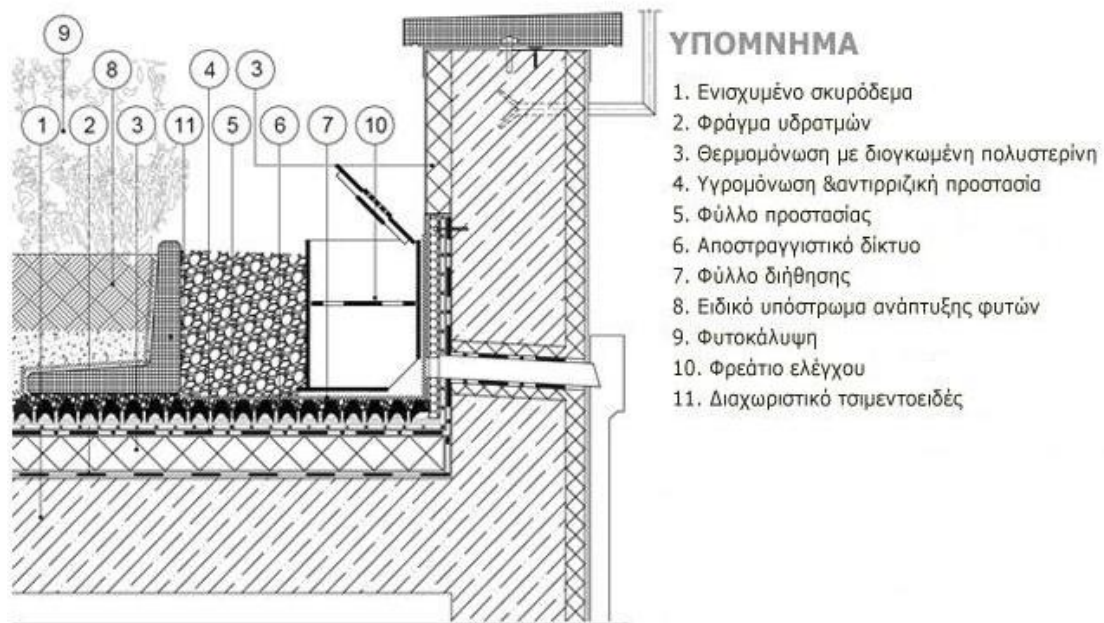 9
8 4 3
1 2 3 11 5 6 7 10 3
ΥΠΟΜΝΗΜΑ
1. Ενισχυμένο σκυρόδεμα
2. Φράγμα υδρατμών
3. Θερμομόνωση με διογκωμένη πολυστερίνη
4. Υγρομόνωση &αντιρριζική προστασία
5. Φύλλο προστασίας
6. Αποστραγγιστικό δίκτυο
7. Φύλλο διήθησης
8. Ειδικό υπόστρωμα ανάπτυξης φυτών
9. Φυτοκάλυψη
10. Φρεάτιο ελέγχου
11. Διαχωριστικό τσιμεντοειδές